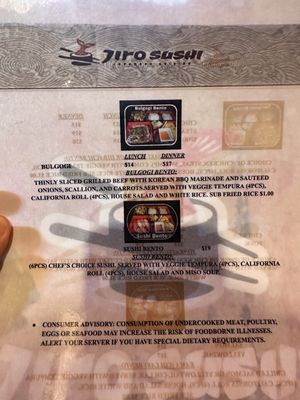 JIRO SUSHI
JAPANESE CUISINE
Bulgogi Bento
LUNCH DINNER
BULGOGI $14 $17
BULGOGI BENTO:
THINLY SLICED GRILLED BEEF WITH KOREAN BBQ MARINADE AND SAUTEED
ONIONS, SCALLION, AND CARROTS.SERVED WITH VEGGIE TEMPURA (4PCS),
CALIFORNIA ROLL (4PCS), HOUSE SALAD AND WHITE RICE. SUB FRIED RICE $1.00
Sushi Bento
SUSHI BENTO $19
SUSHI BENTO:
(6PCS) CHEF'S CHOICE SUSHI. SERVED WITH VEGGIE TEMPURA (4PCS), CALIFORNIA
ROLL (4PCS), HOUSE SALAD AND MISO SOUP.
• CONSUMER ADVISORY: CONSUMPTION OF UNDERCOOKED MEAT, POULTRY,
EGGS OR SEAFOOD MAY INCREASE THE RISK OF FOODBORNE ILLNESSES.
ALERT YOUR SERVER IF YOU HAVE SPECIAL DIETARY REQUIREMENTS.